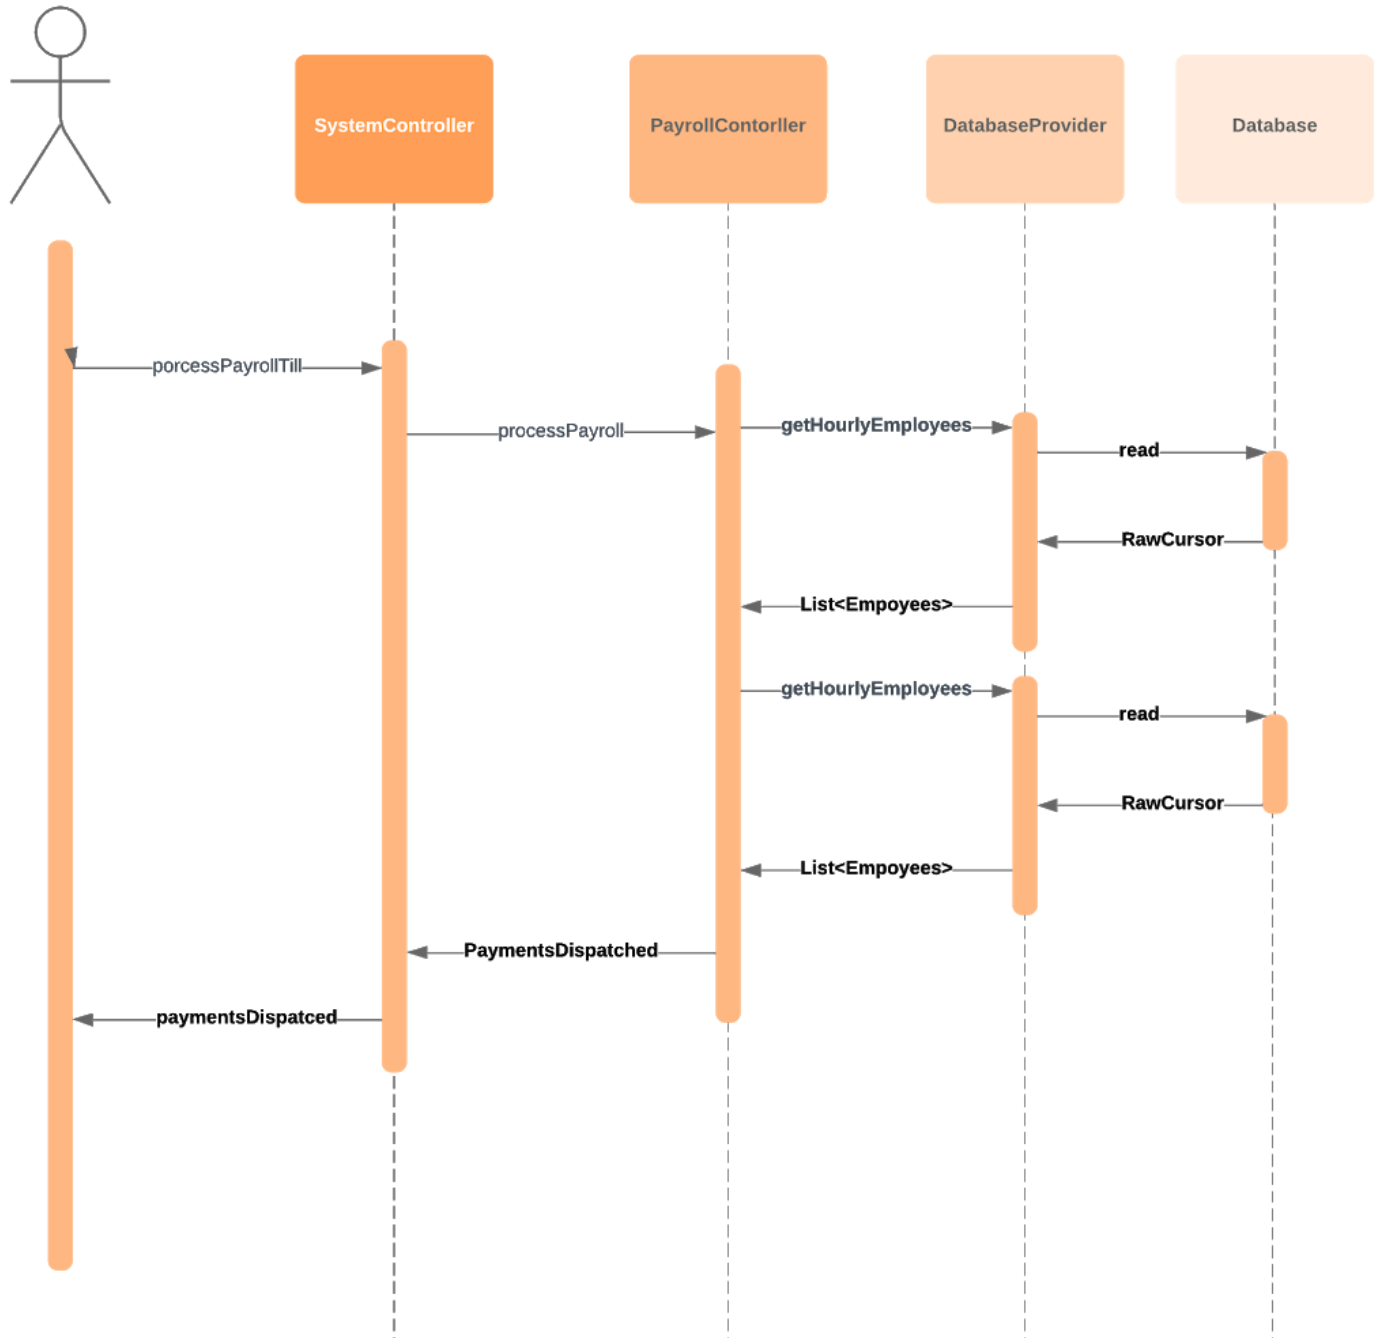 SystemController
PayrollContorller
DatabaseProvider
Database
porcessPayrollTill
processPayroll
getHourlyEmployees
read
RawCursor
List<Empoyees>
getHourlyEmployees
read
RawCursor
List<Empoyees>
PaymentsDispatched
paymentsDispatced